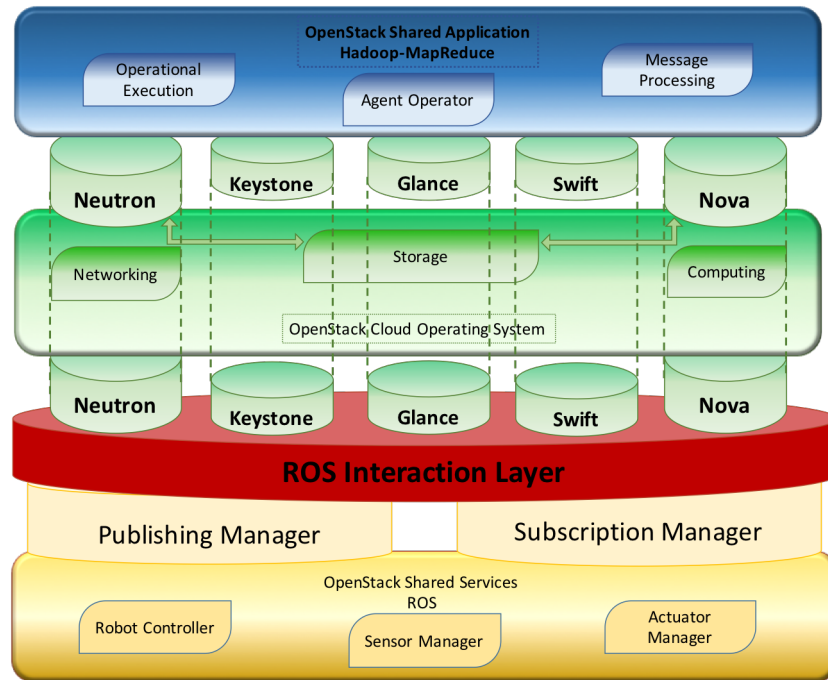 OpenStack Shared Application
Hadoop-MapReduce
Operational
Execution
Agent Operator
Message
Processing
Neutron
Keystone
Glance
Swift
Nova
Networking
Storage
Computing
OpenStack Cloud Operating System
Neutron
Keystone
Glance
Swift
Nova
ROS Interaction Layer
Publishing Manager
Subscription Manager
OpenStack Shared Services
ROS
Robot Controller
Sensor Manager
Actuator
Manager